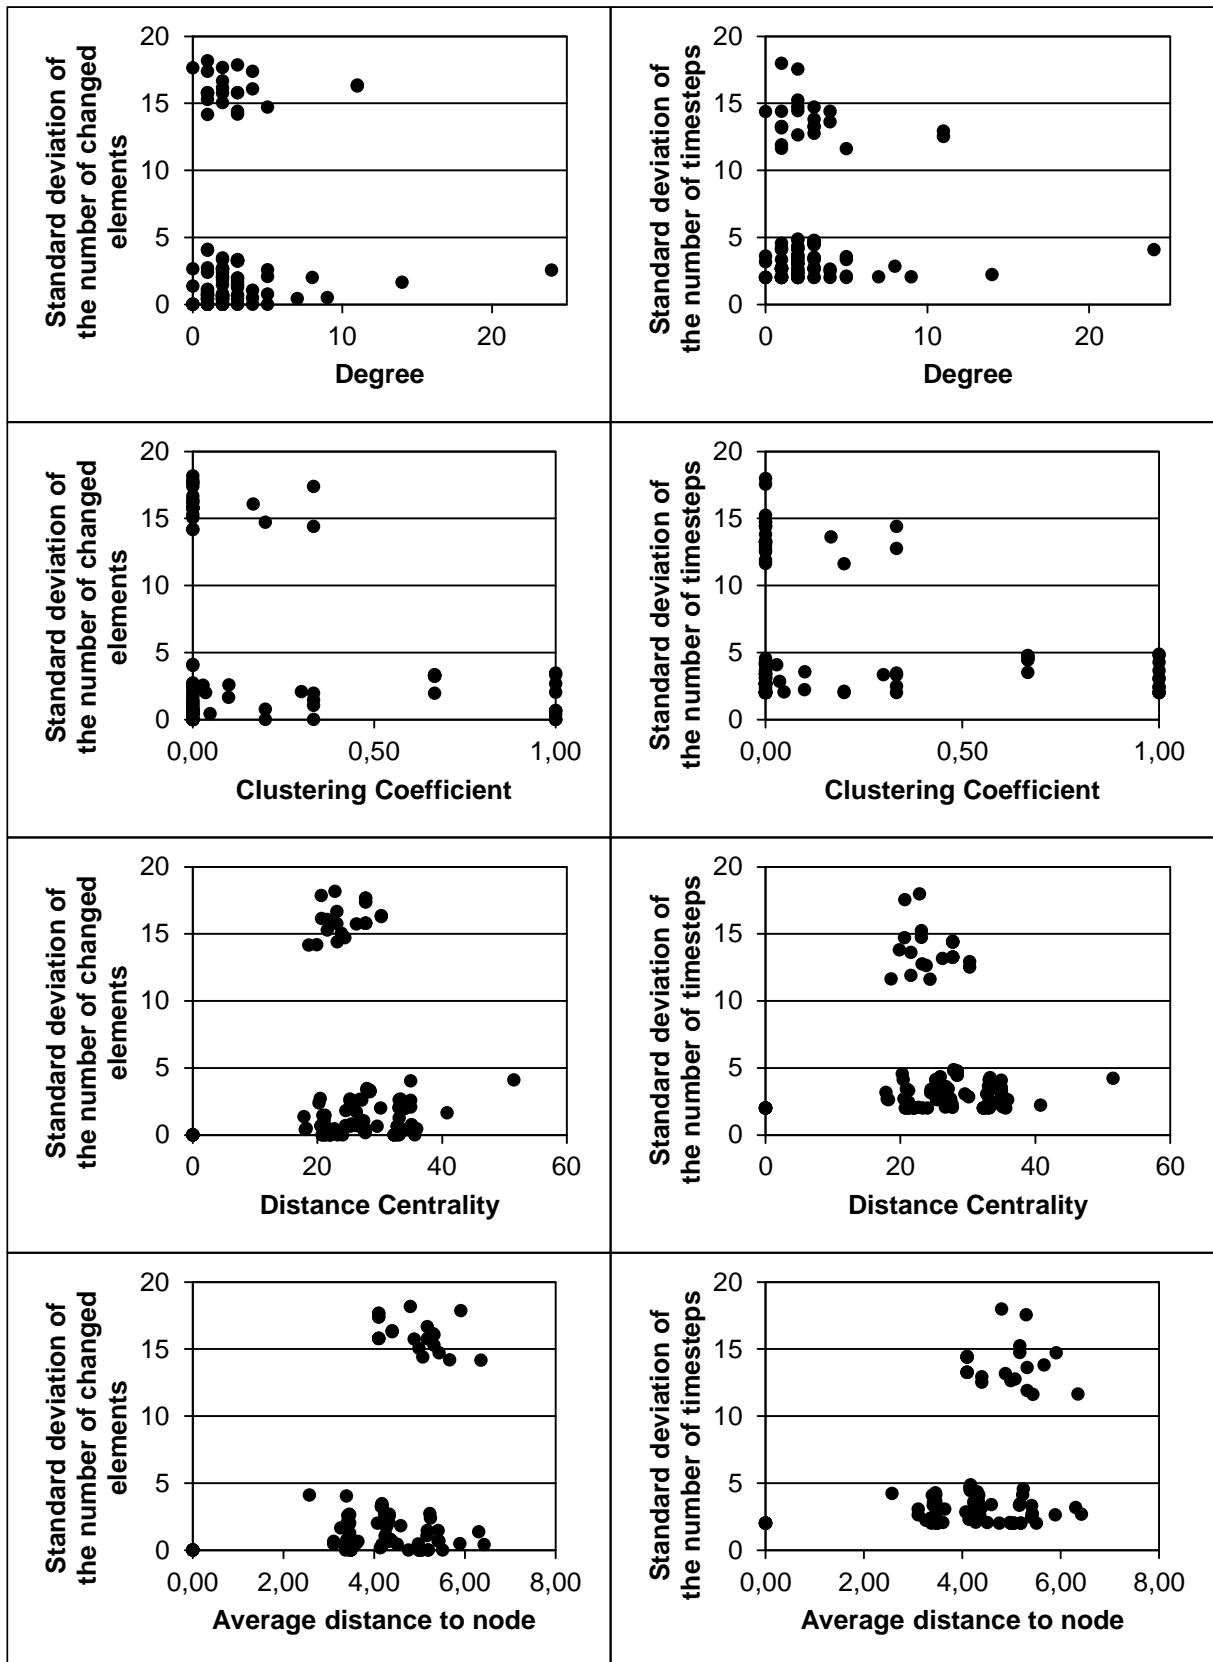 Standard deviation of
the number of changed
elements
20
15
10
5
0
0 10 20
Degree
Standard deviation of
the number of timesteps
20
15
10
5
0
0 10 20
Degree
Standard deviation of
the number of changed
elements
20
15
10
5
0
0,00 0,50 1,00
Clustering Coefficient
Standard deviation of
the number of timesteps
20
15
10
5
0
0,00 0,50 1,00
Clustering Coefficient
Standard deviation of
the number of changed
elements
20
15
10
5
0
0 20 40 60
Distance Centrality
Standard deviation of
the number of timesteps
20
15
10
5
0
0 20 40 60
Distance Centrality
Standard deviation of
the number of changed
elements
20
15
10
5
0
0,00 2,00 4,00 6,00 8,00
Average distance to node
Standard deviation of
the number of timesteps
20
15
10
5
0
0,00 2,00 4,00 6,00 8,00
Average distance to node